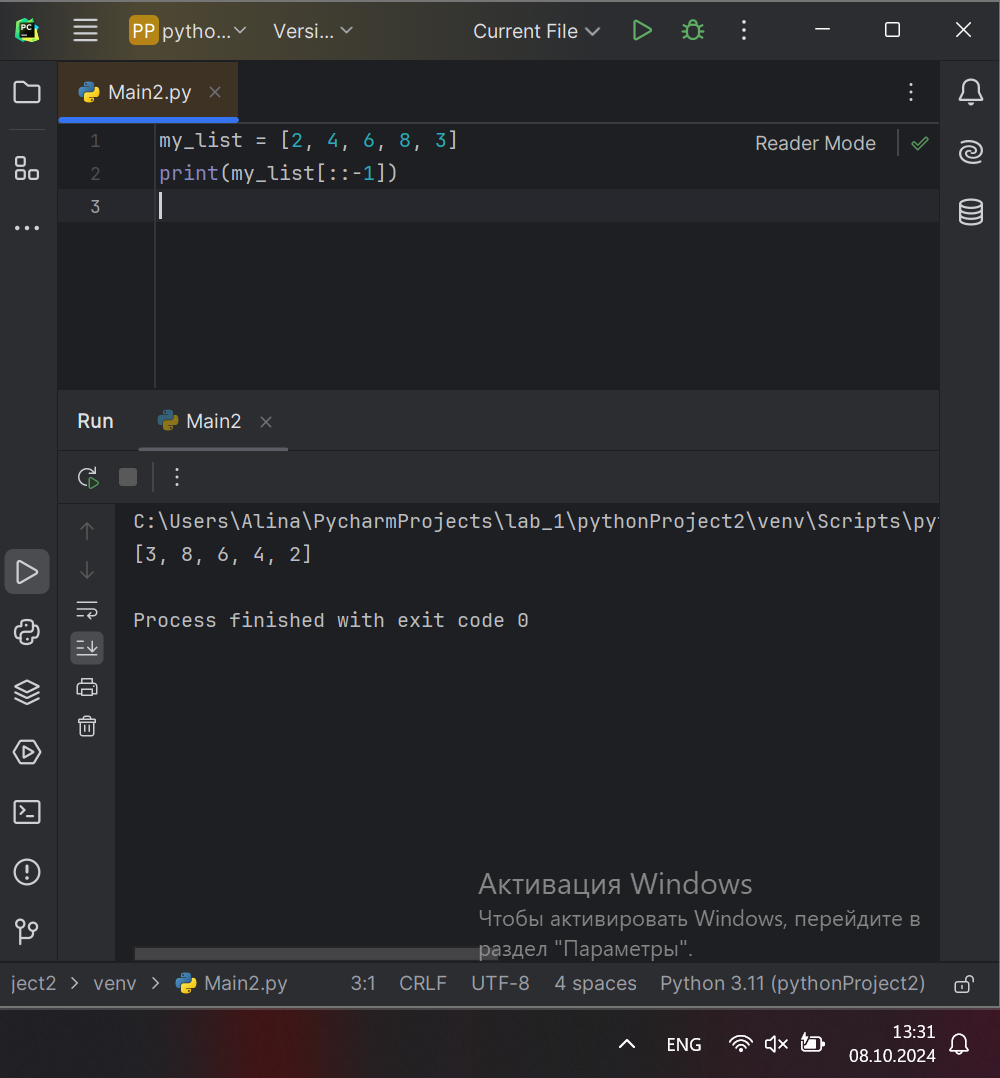 PC
PP pytho... Versi... Current File
Main2.py
1 my_list = [2, 4, 6, 8, 3]
Reader Mode
2 print(my_list[::-1])
3
Run Main2
C:\Users\Alina\PycharmProjects\lab_1\pythonProject2\venv\Scripts\py
[3, 8, 6, 4, 2]
Process finished with exit code 0
Активация Windows
Чтобы активировать Windows, перейдите в
раздел "Параметры".
ject2 > venv > Main2.py 3:1 CRLF UTF-8 4 spaces Python 3.11 (pythonProject2)
ENG
13:31
08.10.2024